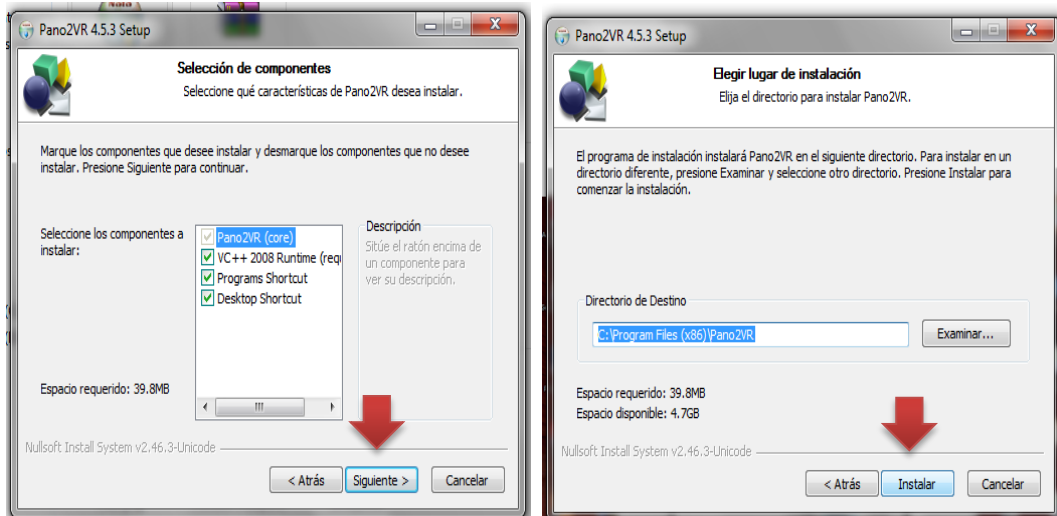 Pano2VR 4.5.3 Setup
Selección de componentes
Seleccione qué características de Pano2VR desea instalar.
Marque los componentes que desee instalar y desmarque los componentes que no desee
instalar. Presione Siguiente para continuar.
Seleccione los componentes a
instalar:
Pano2VR (core)
VC++ 2008 Runtime (requ
Programs Shortcut
Desktop Shortcut
Descripción
Sitúe el ratón encima de
un componente para
ver su descripción.
Espacio requerido: 39.8MB
Nullsoft Install System v2.46.3-Unicode
< Atrás
Siguiente >
Cancelar
Pano2VR 4.5.3 Setup
Elegir lugar de instalación
Elija el directorio para instalar Pano2VR.
El programa de instalación instalará Pano2VR en el siguiente directorio. Para instalar en un
directorio diferente, presione Examinar y seleccione otro directorio. Presione Instalar para
comenzar la instalación.
Directorio de Destino
C:\Program Files (x86)\Pano2VR
Examinar...
Espacio requerido: 39.8MB
Espacio disponible: 4.7GB
Nullsoft Install System v2.46.3-Unicode
< Atrás
Instalar
Cancelar